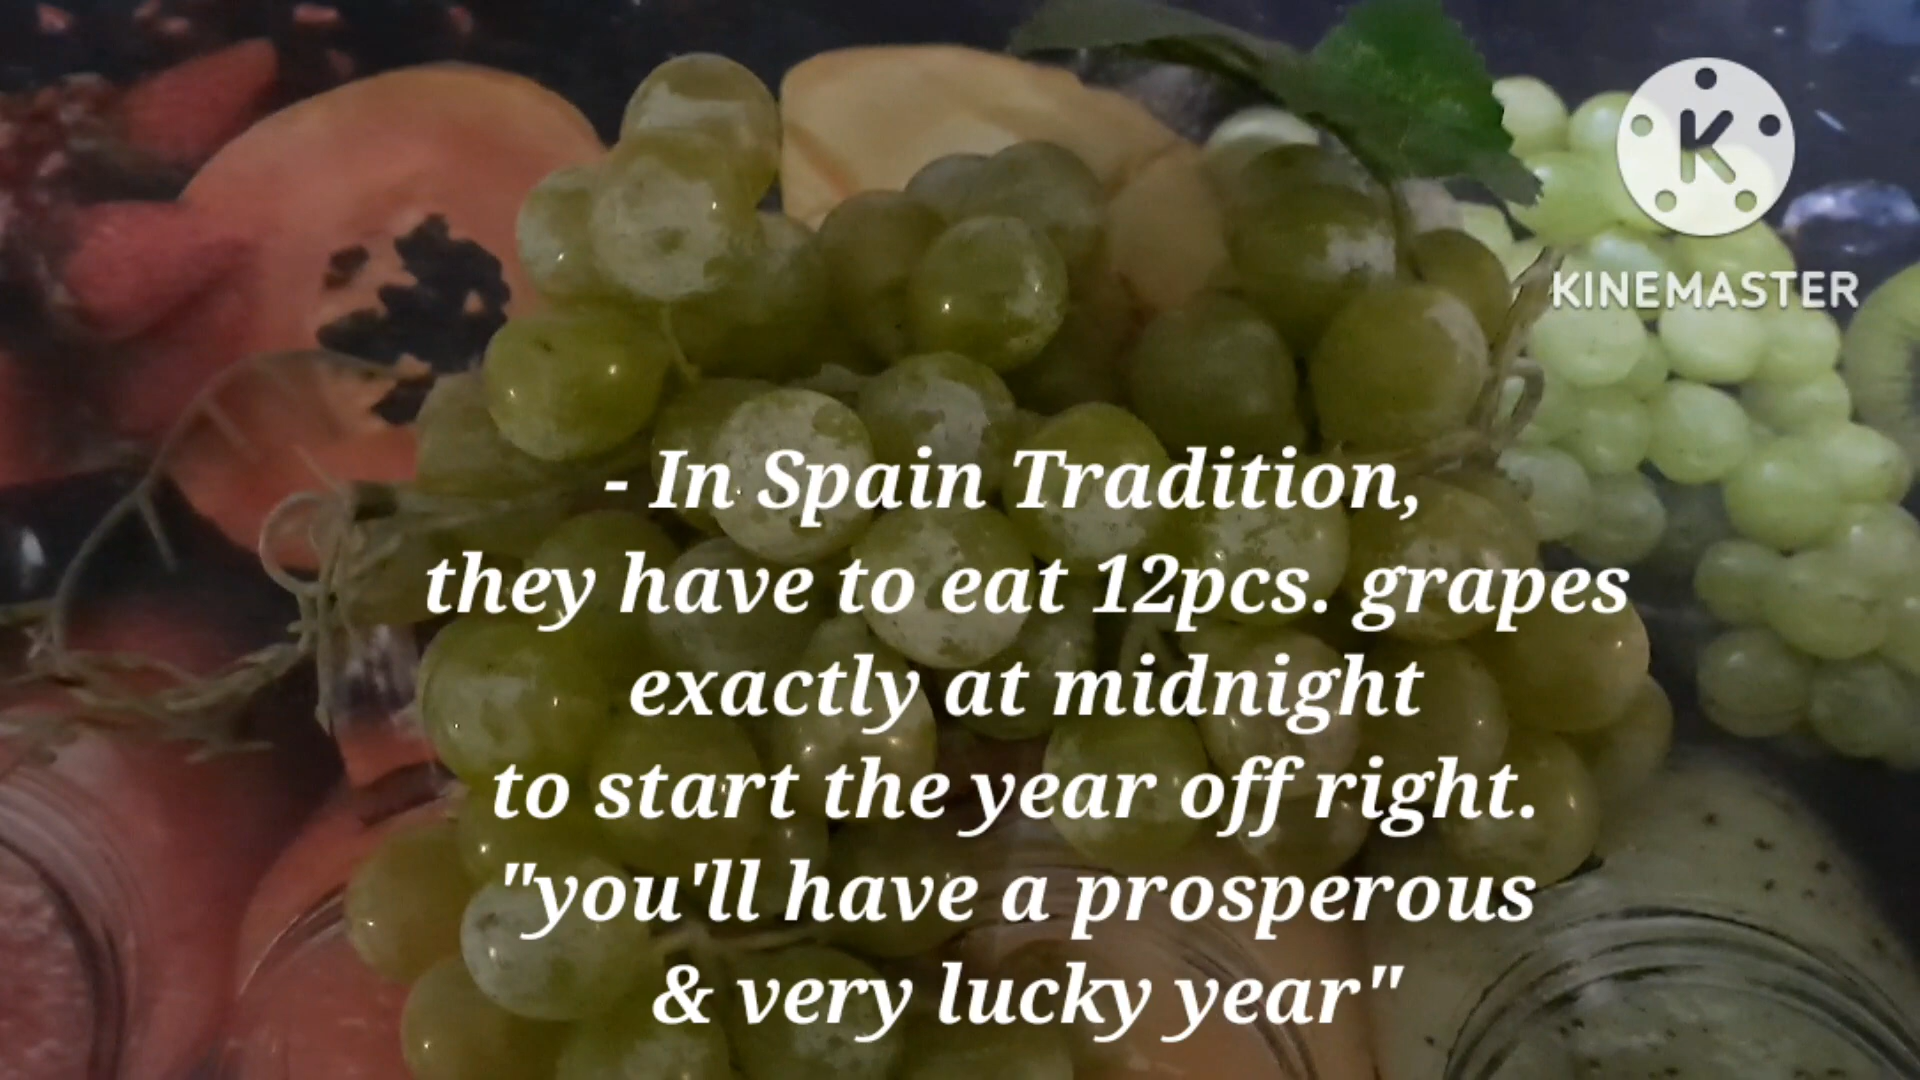 K
KINEMASTER
- In Spain Tradition,
they have to eat 12pcs. grapes
exactly at midnight
to start the year off right.
"you'll have a prosperous
& very lucky year"